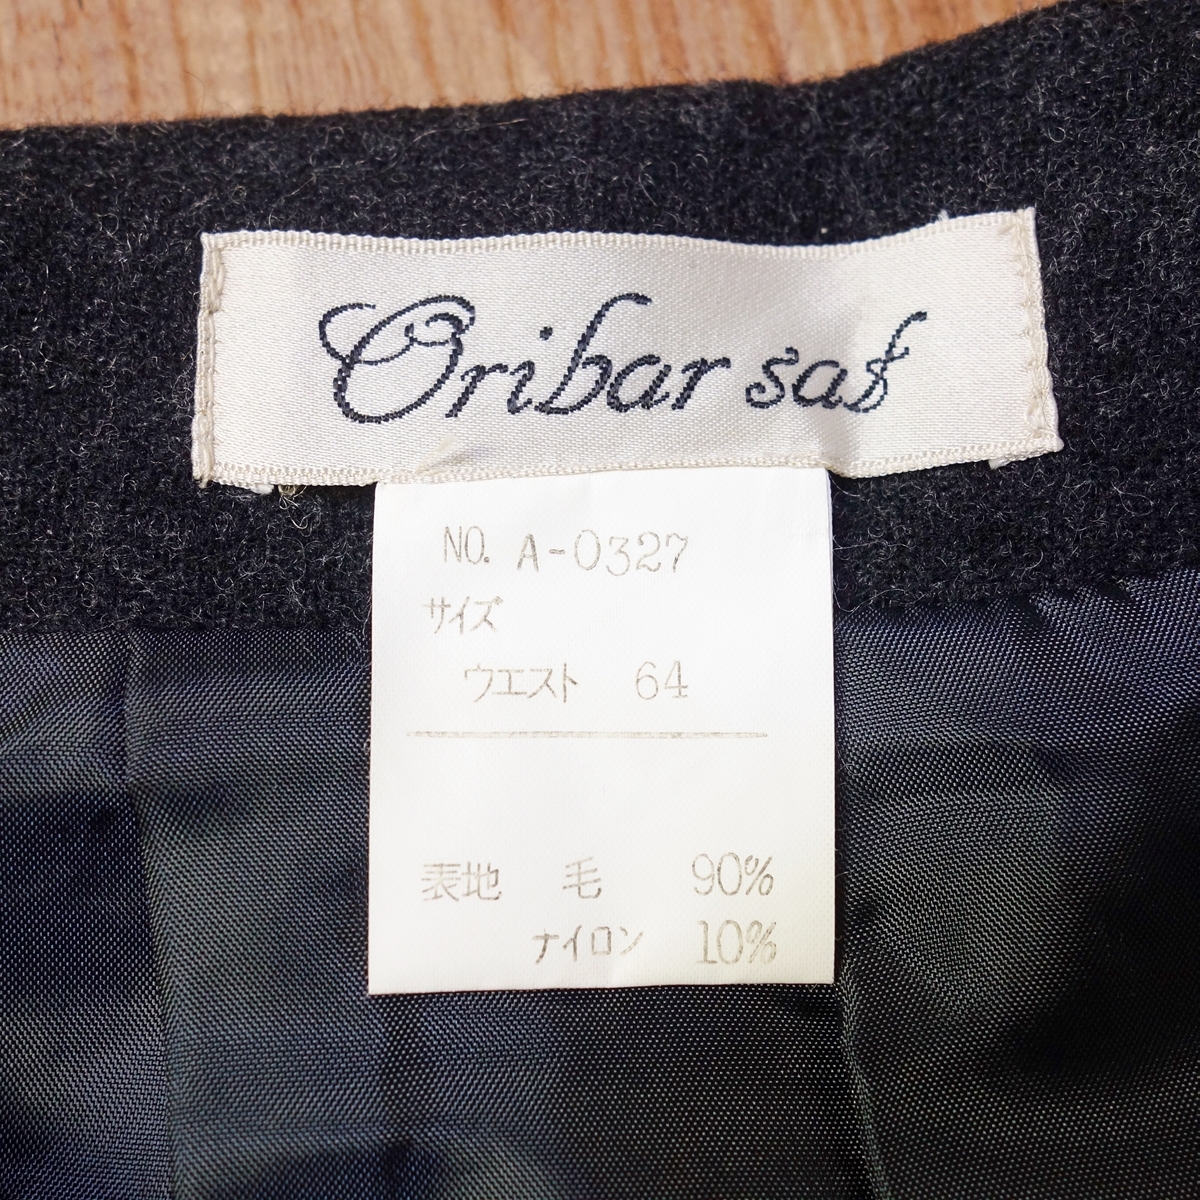 Oribar sas
NO. A-0327
サイズ
ウエスト 64
表地 毛 90%
ナイロン 10%